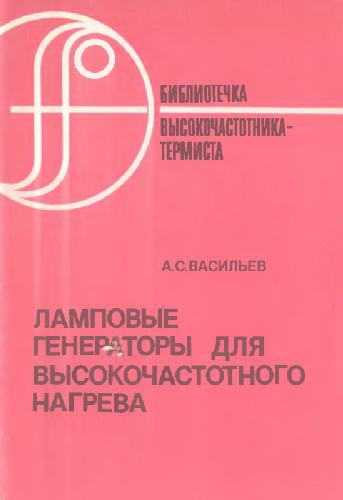 БИБЛИОТЕЧКА
ВЫСОКОЧАСТОТНИКА-
ТЕРМИСТА
А.С.ВАСИЛЬЕВ
ЛАМПОВЫЕ
ГЕНЕРАТОРЫ ДЛЯ
ВЫСОКОЧАСТОТНОГО
НАГРЕВА